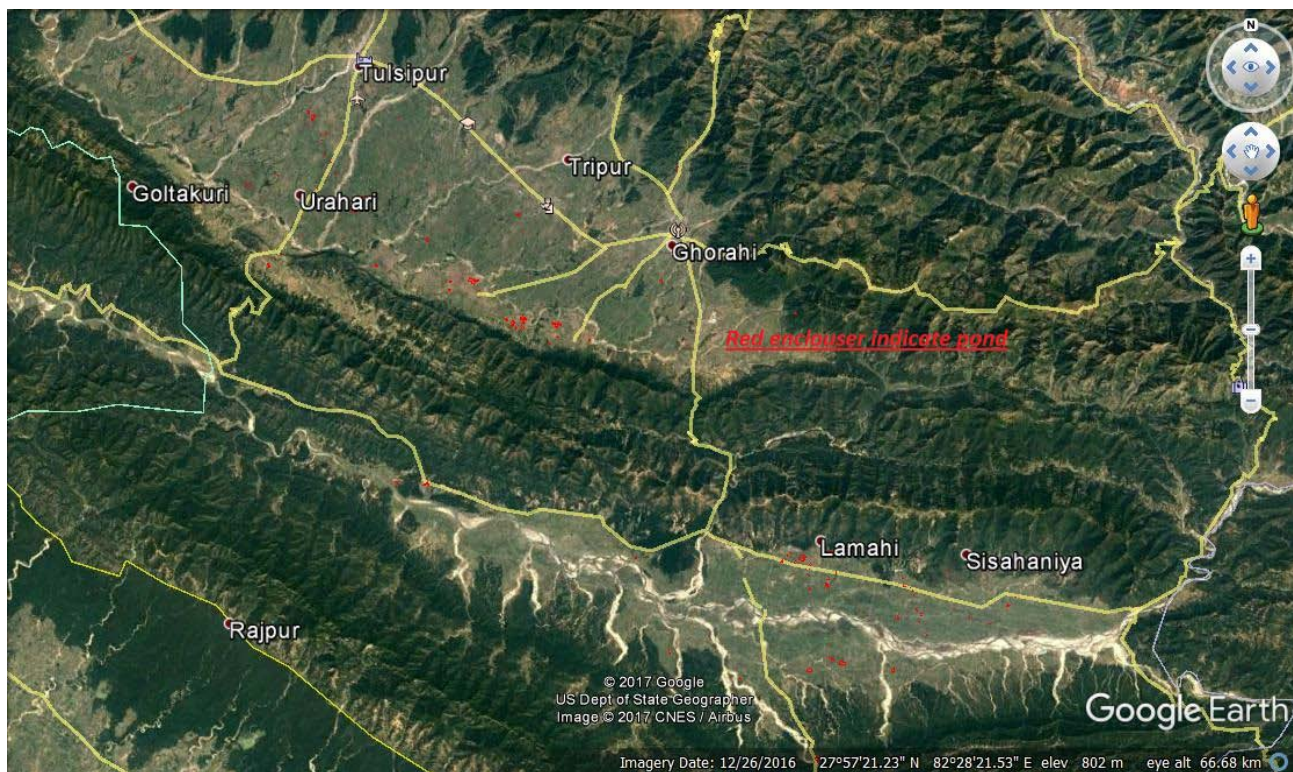 N
Tulsipur
Tripur
Goltakuri
Urahari
Ghorahi
Red enclauser indicate pond
Lamahi
Sisahaniya
Rajpur
© 2017 Google
US Dept of State Geographer
Image © 2017 CNES / Airbus
Google Earth
Imagery Date: 12/26/2016 27°57'21.23" N 82°28'21.53" E elev 802 m eye alt 66.68 km